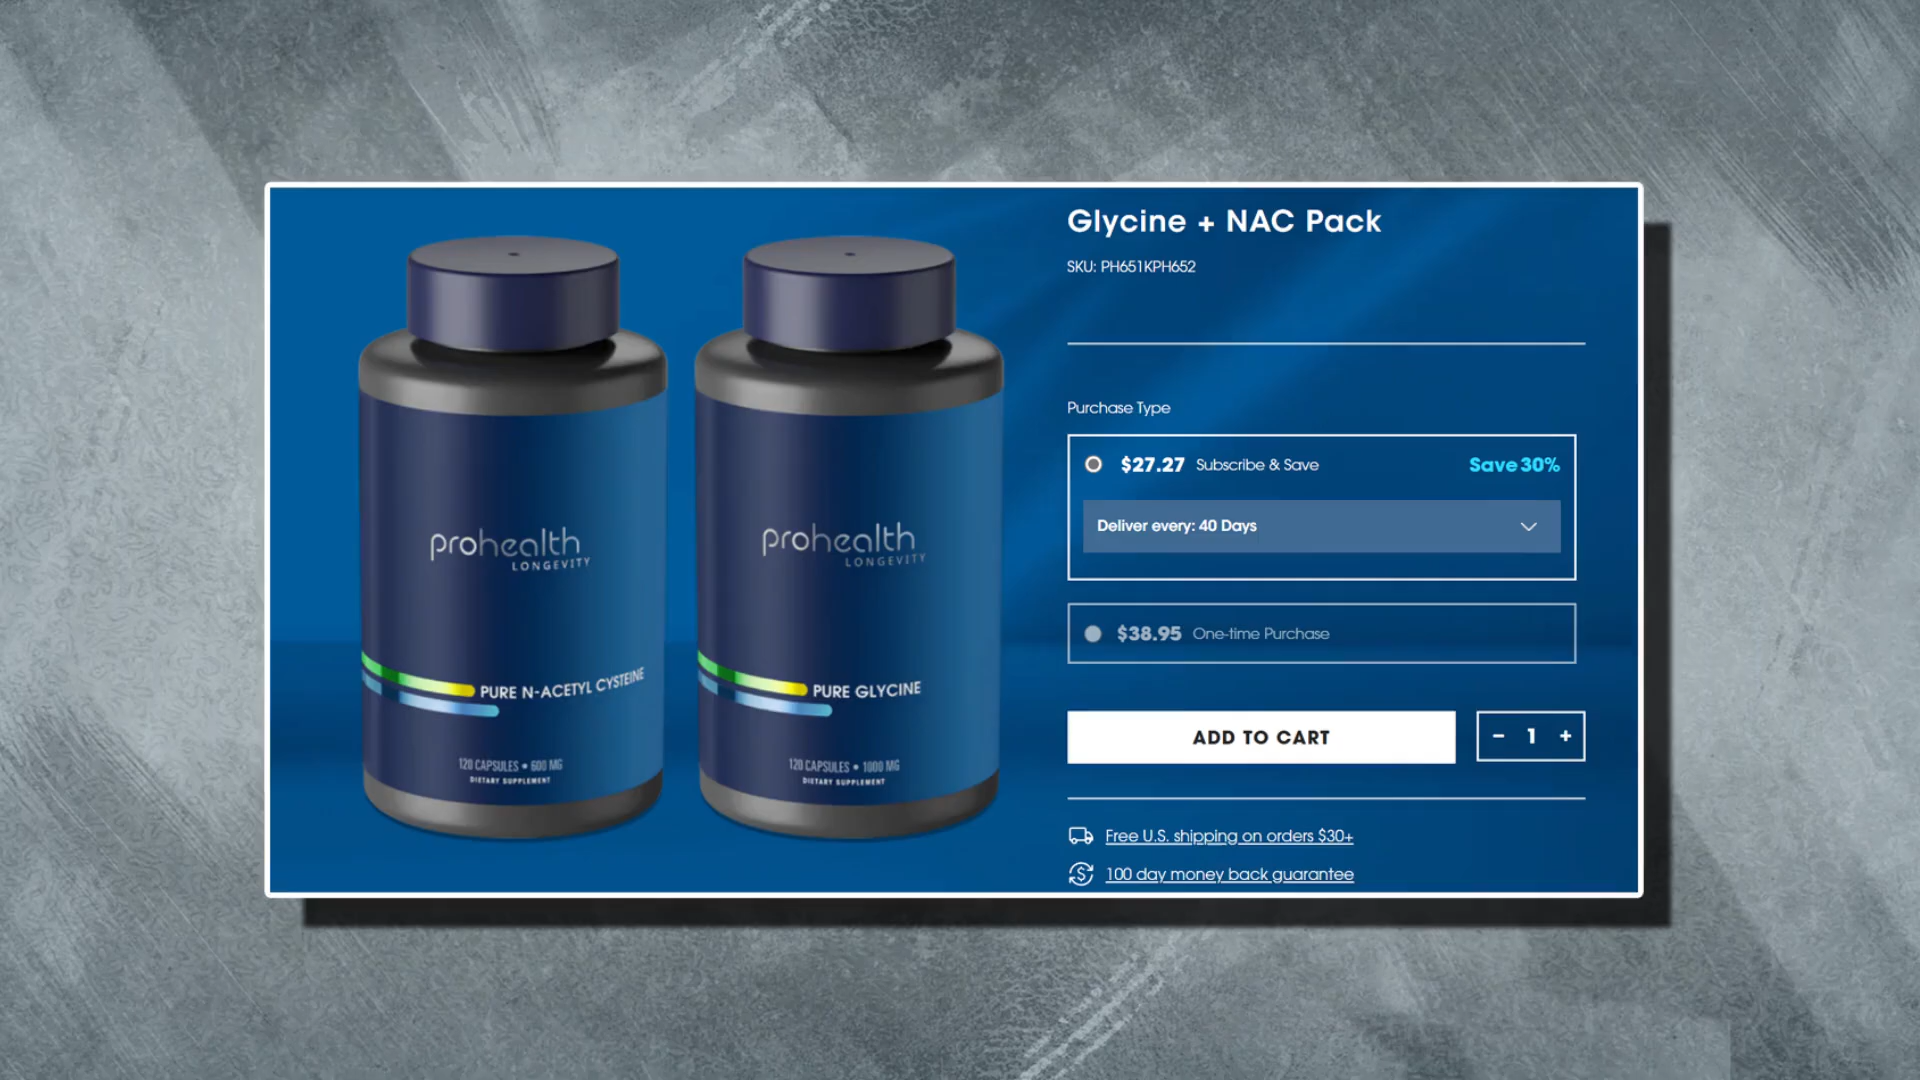 prohealth
LONGEVITY
PURE N-ACETYL CYSTEINE
120 CAPSULES • 600 MG
DIETARY SUPPLEMENT
prohealth
LONGEVITY
PURE GLYCINE
120 CAPSULES • 1000 MG
DIETARY SUPPLEMENT
Glycine + NAC Pack
SKU: PH651KPH652
Purchase Type
$27.27 Subscribe & Save Save 30%
Deliver every: 40 Days
$38.95 One-time Purchase
ADD TO CART - 1 +
Free U.S. shipping on orders $30+
100 day money back guarantee